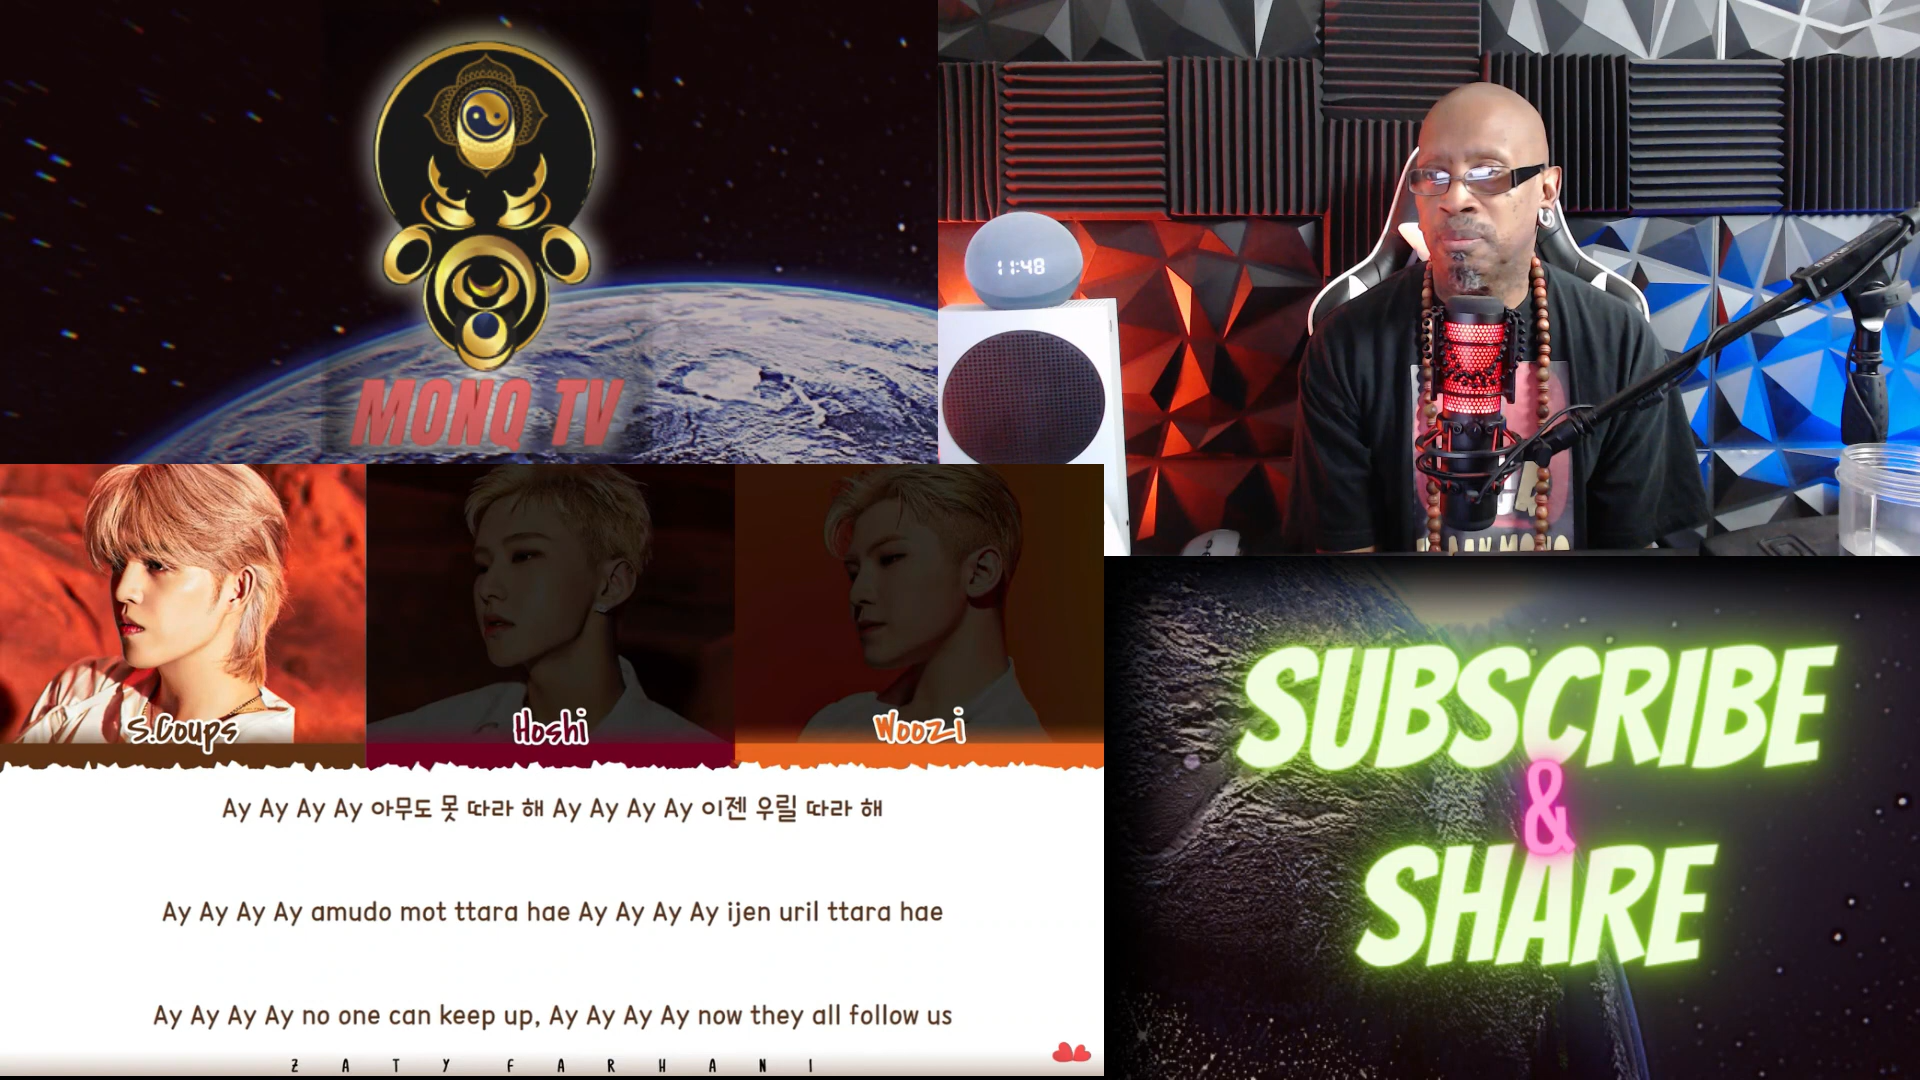 MONQ TV
11:48
S.Coups
Hoshi
Woozi
Ay Ay Ay Ay 아무도 못 따라 해 Ay Ay Ay Ay 이젠 우릴 따라 해
Ay Ay Ay Ay amudo mot ttara hae Ay Ay Ay Ay ijen uril ttara hae
Ay Ay Ay Ay no one can keep up, Ay Ay Ay Ay now they all follow us
ZATY FARHANI
SUBSCRIBE
&
SHARE